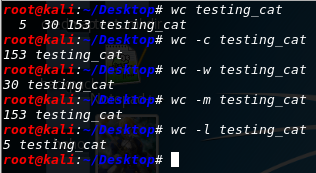 root@kali:~/Desktop# wc testing_cat
  5  30 153 testing_cat
root@kali:~/Desktop# wc -c testing_cat
153 testing_cat
root@kali:~/Desktop# wc -w testing_cat
30 testing_cat
root@kali:~/Desktop# wc -m testing_cat
153 testing_cat
root@kali:~/Desktop# wc -l testing_cat
5 testing_cat
root@kali:~/Desktop#